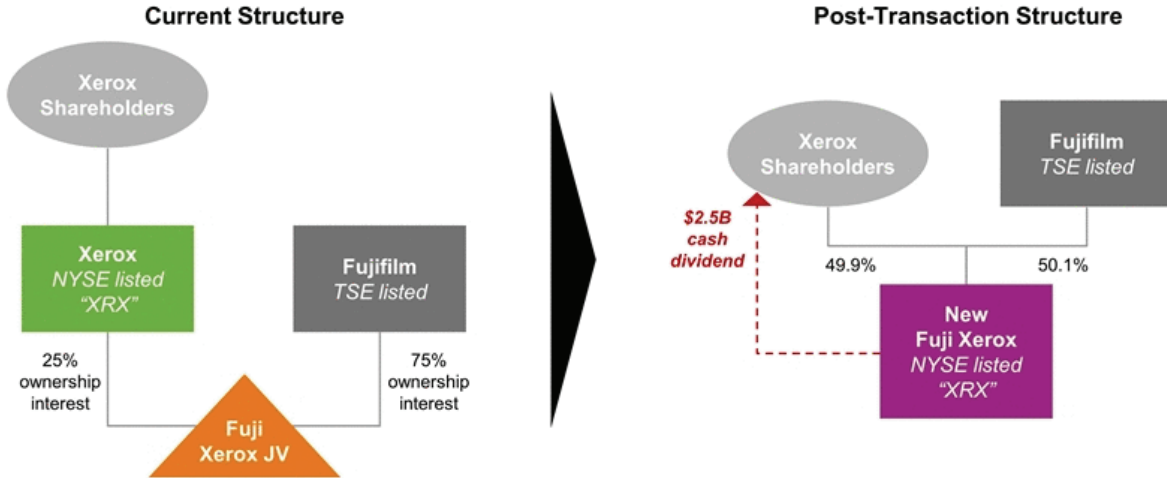 Current Structure
Xerox
Shareholders
Xerox
NYSE listed
“XRX”
Fujifilm
TSE listed
25%
ownership
interest
75%
ownership
interest
Fuji
Xerox JV
Post-Transaction Structure
Xerox
Shareholders
Fujifilm
TSE listed
$2.5B
cash
dividend
49.9%
50.1%
New
Fuji Xerox
NYSE listed
“XRX”